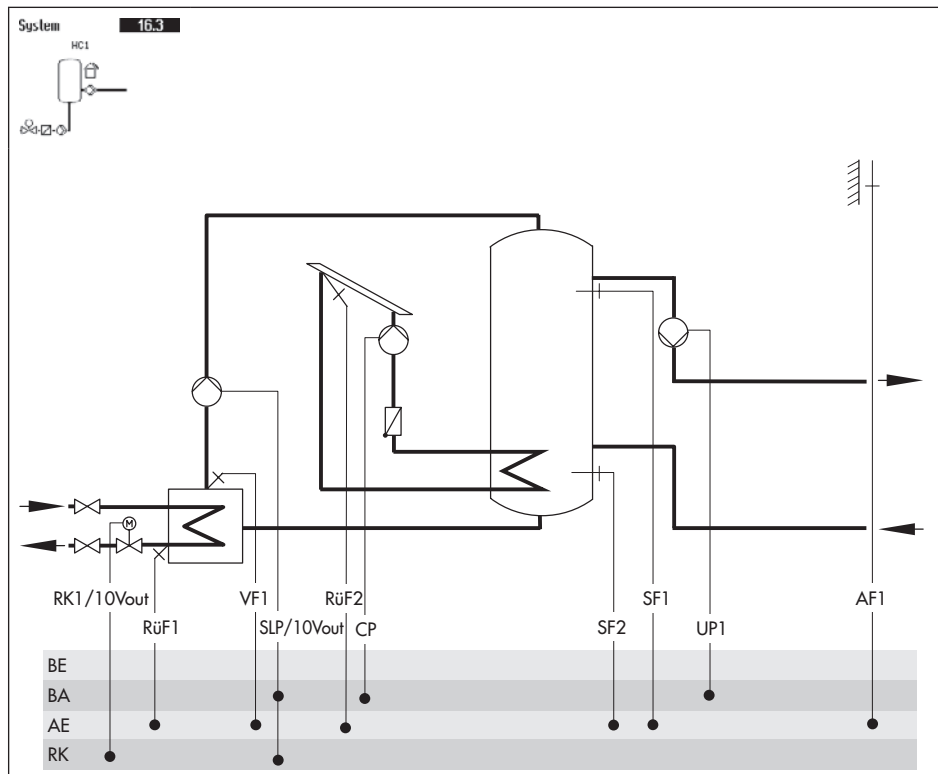 System 16.3
HC1
M
RK1/10Vout VF1 RüF2 SF1 AF1
RüF1 SLP/10Vout CP SF2 UP1
BE
BA
AE
RK